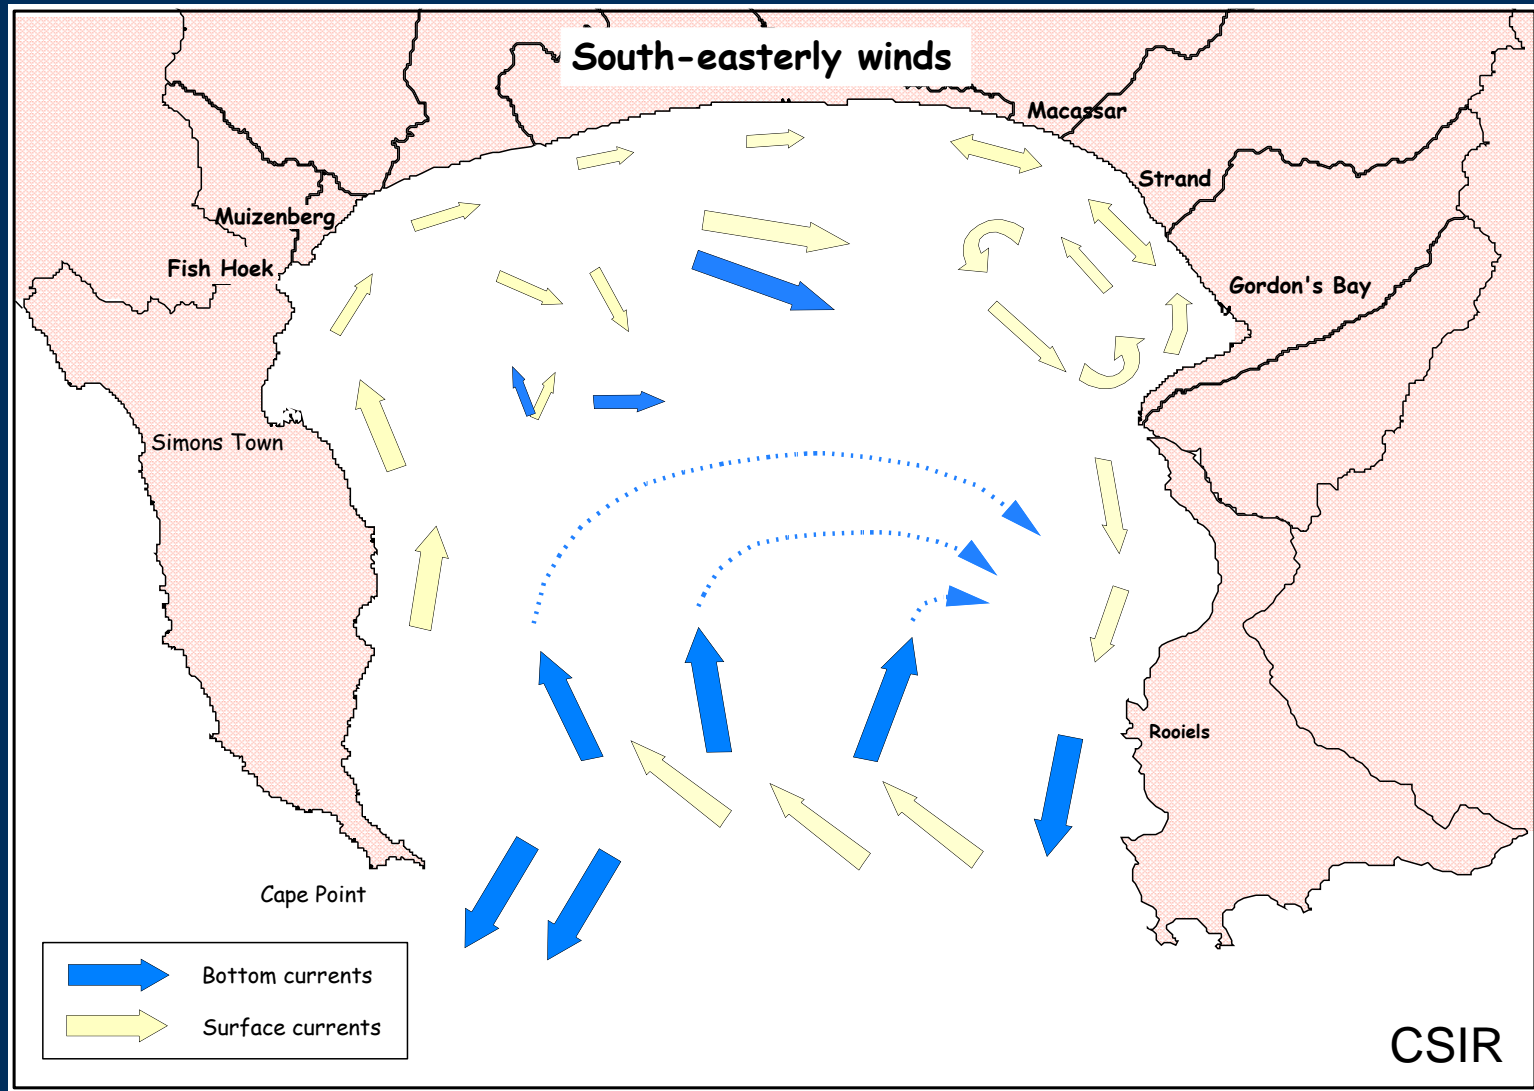 South-easterly winds
Macassar
Strand
Muizenberg
Fish Hoek
Gordon's Bay
Simons Town
Rooiels
Cape Point
Bottom currents
Surface currents
CSIR